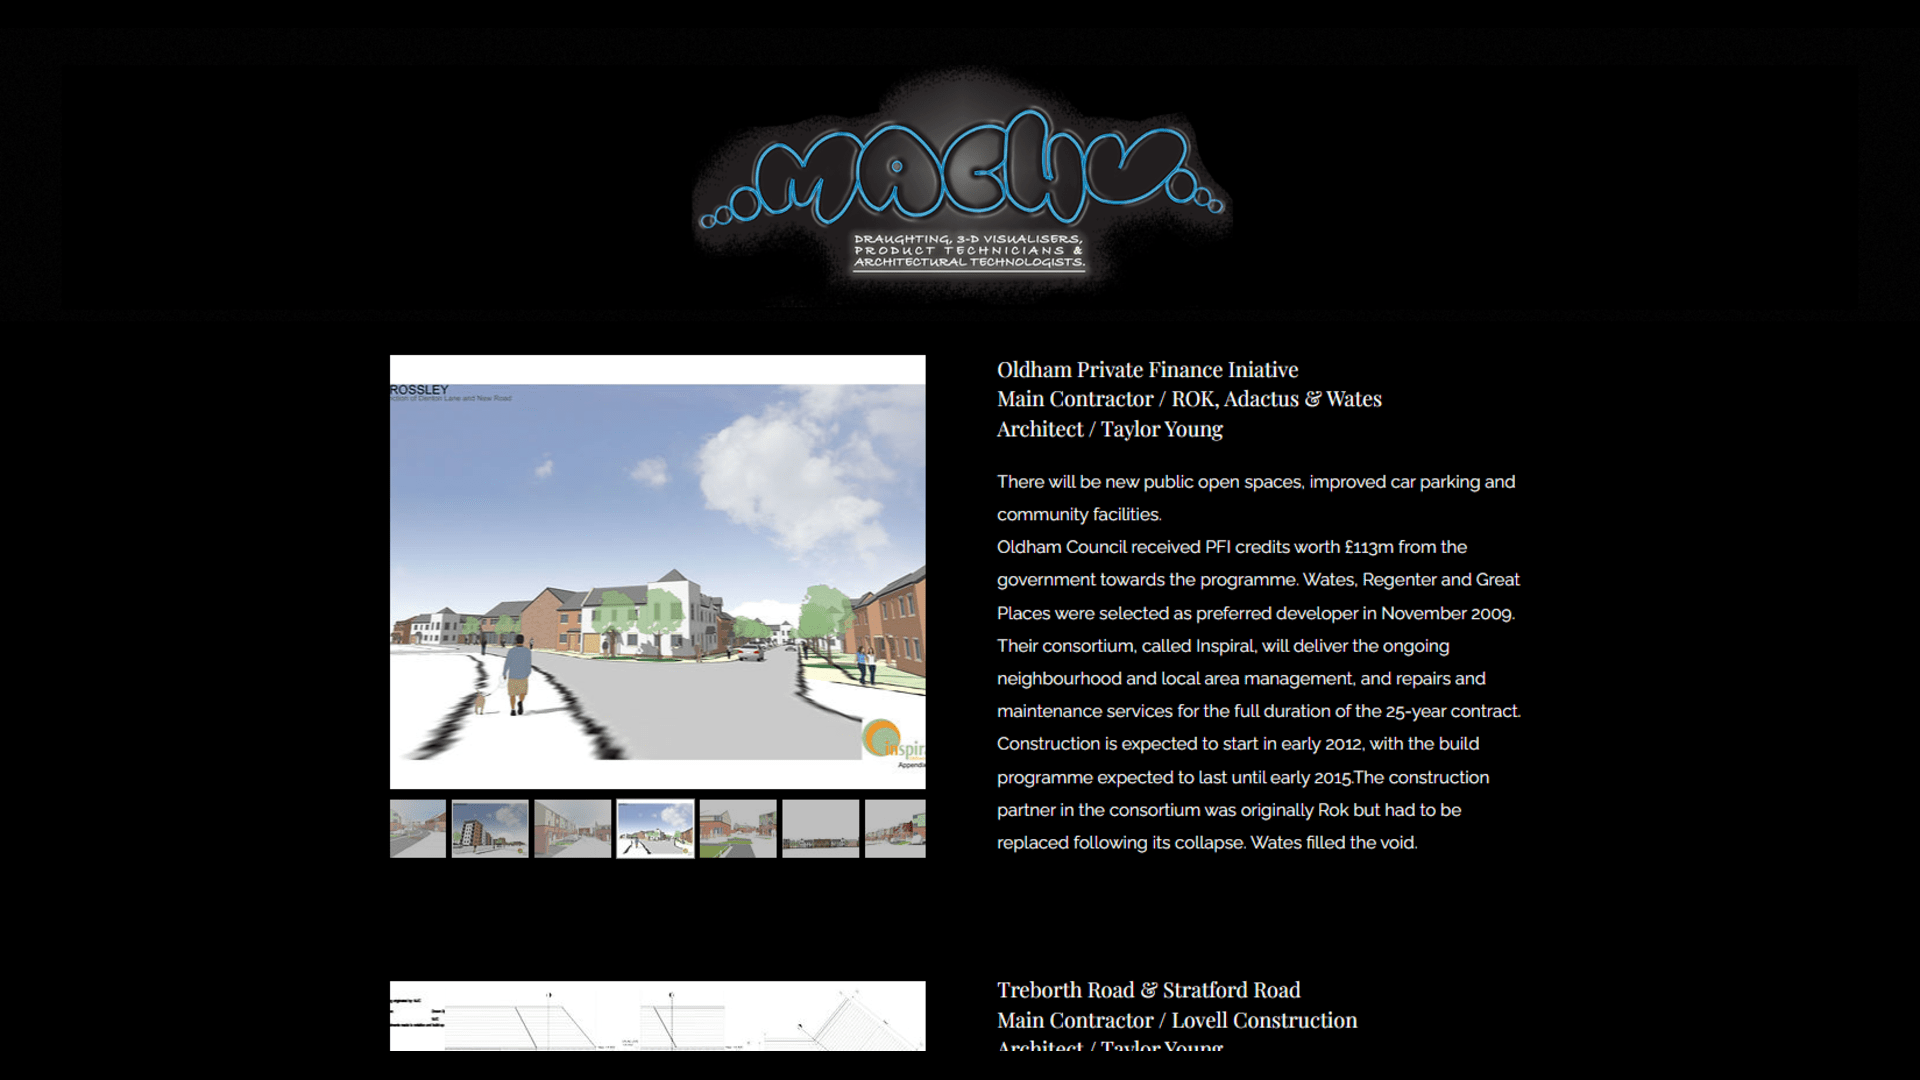 MACHU
DRAUGHTING, 3-D VISUALISERS,
PRODUCT TECHNICIANS &
ARCHITECTURAL TECHNOLOGISTS.
ROSSLEY
ction of Denton Lane and New Road
inspir
Appendi
Oldham Private Finance Iniative
Main Contractor / ROK, Adactus & Wates
Architect / Taylor Young
There will be new public open spaces, improved car parking and
community facilities.
Oldham Council received PFI credits worth £113m from the
government towards the programme. Wates, Regenter and Great
Places were selected as preferred developer in November 2009.
Their consortium, called Inspiral, will deliver the ongoing
neighbourhood and local area management, and repairs and
maintenance services for the full duration of the 25-year contract.
Construction is expected to start in early 2012, with the build
programme expected to last until early 2015.The construction
partner in the consortium was originally Rok but had to be
replaced following its collapse. Wates filled the void.
Treborth Road & Stratford Road
Main Contractor / Lovell Construction
Architect / Taylor Young